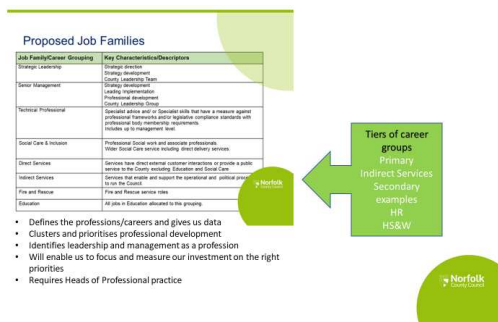 Proposed Job Families
Job Family/Career Grouping Key Characteristics/Descriptors
Strategic Leadership Strategic direction
Strategy development
County Leadership Team
Senior Management Strategy development
Leading Implementation
Professional development
County Leadership Group
Technical Professional Specialist advice and/ or Specialist skills that have a measure against
professional frameworks and/or legislative compliance standards with
professional body membership requirements.
Includes up to management level.
Social Care & Inclusion Professional Social work and associate professionals.
Wider Social Care service including direct delivery services
Direct Services Services have direct external customer interactions or provide a public
service to the County excluding Education and Social Care
Indirect Services Services that enable and support the operational and political
to run the Council.
Fire and Rescue Fire and Rescue service roles
Education All jobs in Education allocated to this grouping.
Norfolk
County Council
• Defines the professions/careers and gives us data
• Clusters and prioritises professional development
• Identifies leadership and management as a profession
• Will enable us to focus and measure our investment on the right
priorities
• Requires Heads of Professional practice
Tiers of career
groups
Primary
Indirect Services
Secondary
examples
HR
HS&W
Norfolk
County Council